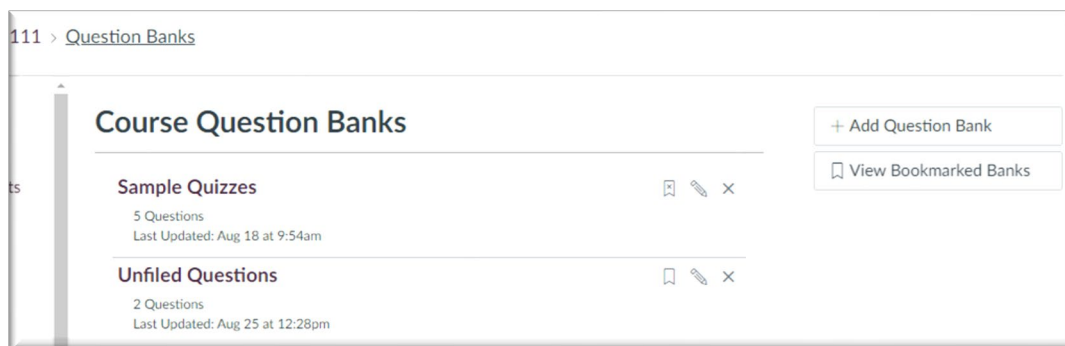 111 > Question Banks
Course Question Banks
+ Add Question Bank
View Bookmarked Banks
ts
Sample Quizzes
5 Questions
Last Updated: Aug 18 at 9:54am
Unfiled Questions
2 Questions
Last Updated: Aug 25 at 12:28pm